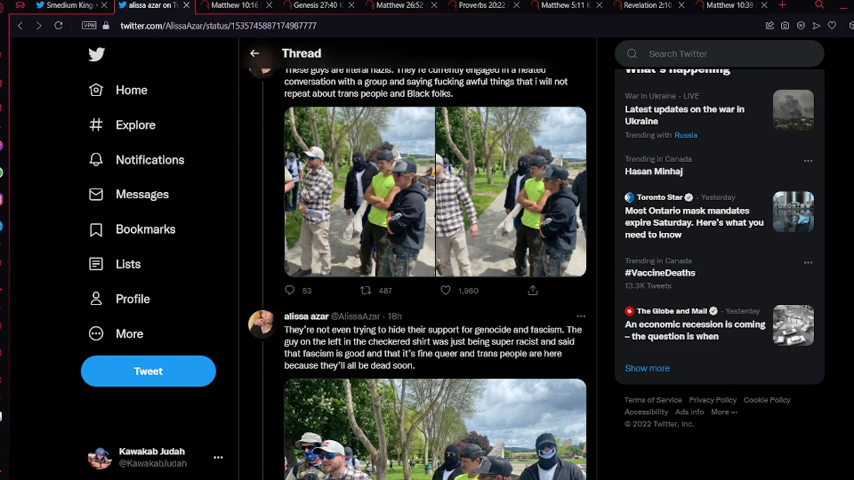 Smedium King
alissa azar on T
Matthew 10:16
Genesis 27:40 K
Matthew 26:52
Proverbs 20:22
Matthew 5:11 K
Revelation 2:10
Matthew 10:39
VPN
twitter.com/AlissaAzar/status/1535745887174987777
Home
Explore
Notifications
Messages
Bookmarks
Lists
Profile
More
Tweet
Kawakab Judah
@KawakabJudah
Thread
These guys are literal nazis. They're currently engaged in a heated
conversation with a group and saying fucking awful things that i will not
repeat about trans people and Black folks.
53
487
1,960
alissa azar @AlissaAzar · 18h
They're not even trying to hide their support for genocide and fascism. The
guy on the left in the checkered shirt was just being super racist and said
that fascism is good and that it's fine queer and trans people are here
because they'll all be dead soon.
Search Twitter
What's happening
War in Ukraine · LIVE
Latest updates on the war in
Ukraine
Trending with Russia
Trending in Canada
Hasan Minhaj
Toronto Star · Yesterday
Most Ontario mask mandates
expire Saturday. Here's what you
need to know
Trending in Canada
#VaccineDeaths
13.3K Tweets
The Globe and Mail · Yesterday
An economic recession is coming
– the question is when
Show more
Terms of Service Privacy Policy Cookie Policy
Accessibility Ads info More ···
© 2022 Twitter, Inc.